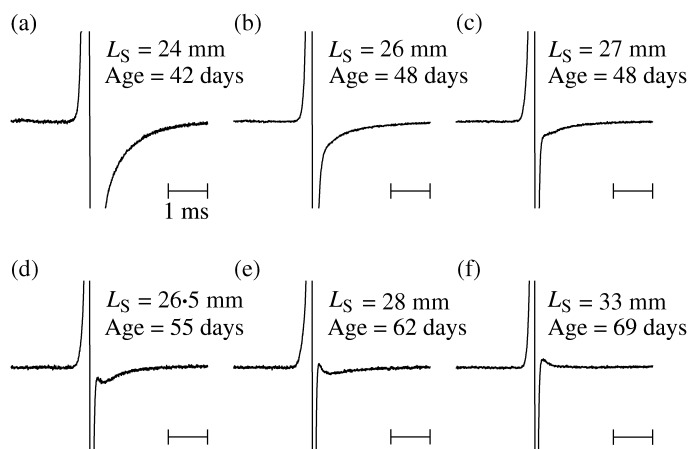 (a)
L_S = 24 mm
Age = 42 days
1 ms
(b)
L_S = 26 mm
Age = 48 days
(c)
L_S = 27 mm
Age = 48 days
(d)
L_S = 26·5 mm
Age = 55 days
(e)
L_S = 28 mm
Age = 62 days
(f)
L_S = 33 mm
Age = 69 days